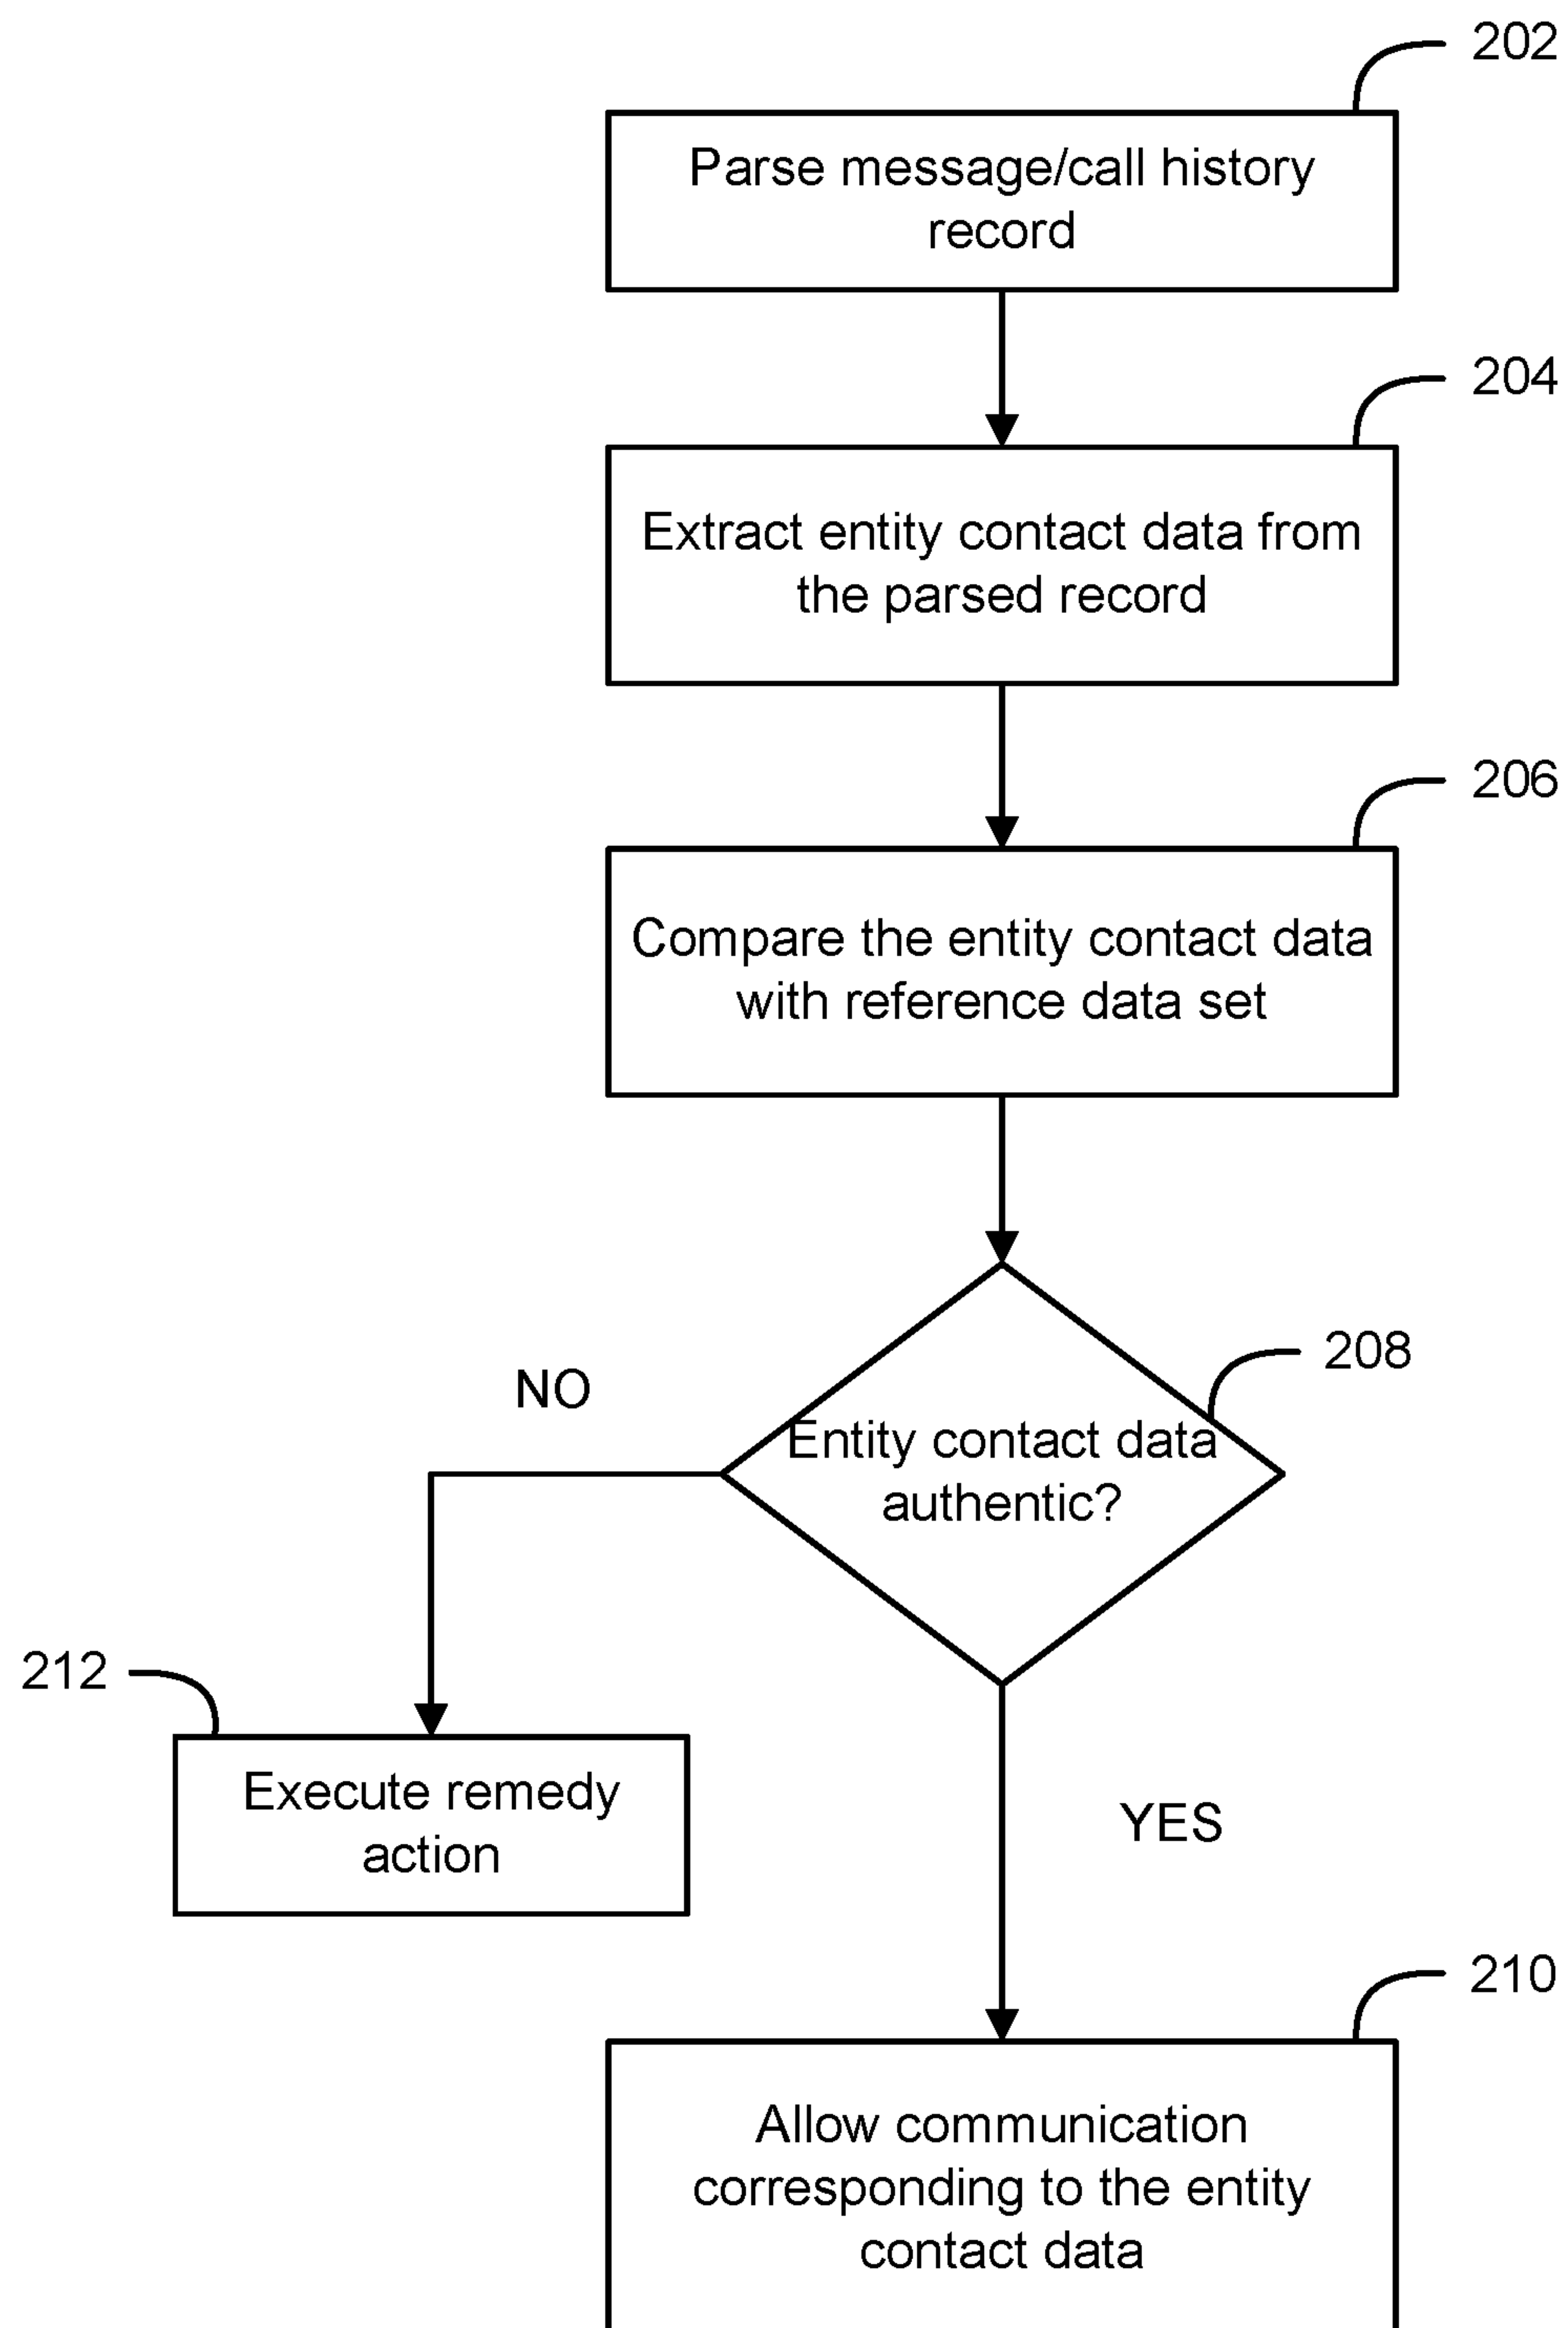 202
Parse message/call history
record
204
Extract entity contact data from
the parsed record
206
Compare the entity contact data
with reference data set
208
NO
Entity contact data
authentic?
212
Execute remedy
action
YES
210
Allow communication
corresponding to the entity
contact data